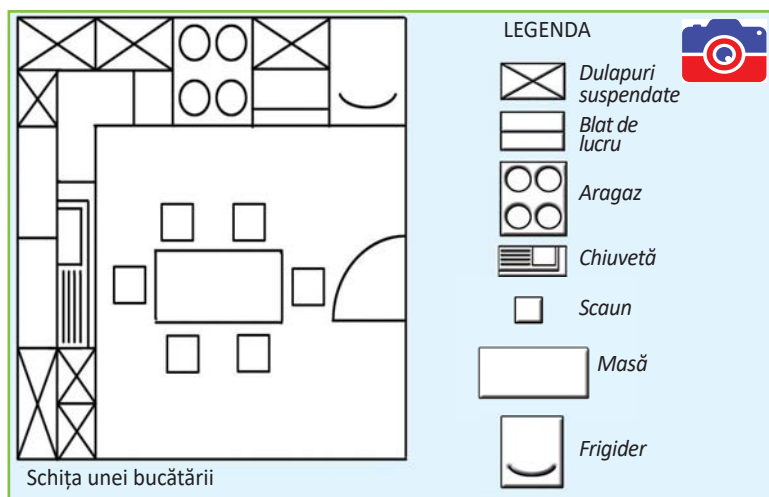 LEGENDA
Dulapuri
suspendate
Blat de
lucru
Aragaz
Chiuvetă
Scaun
Masă
Frigider
Schița unei bucătării